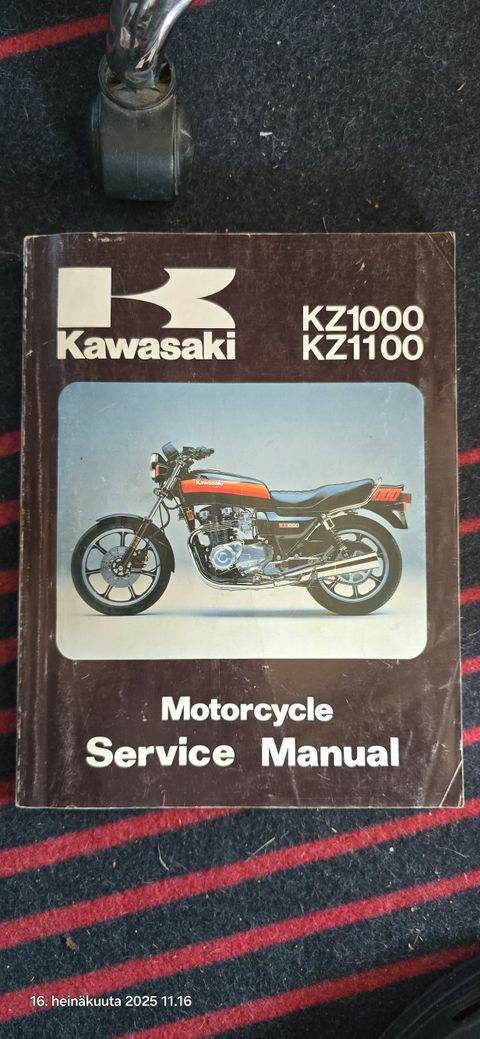 Kawasaki
KZ1000
KZ1100
Kawasaki
Motorcycle
Service Manual
16. heinäkuuta 2025 11.16